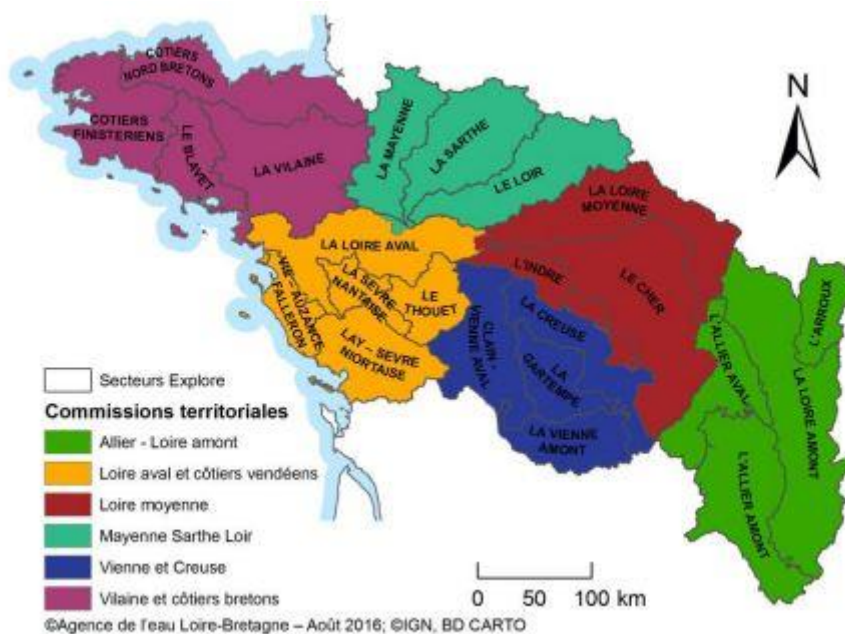 CÔTIERS
NORD BRETONS
CÔTIERS
FINISTERIENS
LE BLAVET
LA VILAINE
LA MAYENNE
LA SARTHE
LE LOIR
N
LA LOIRE
MOYENNE
L'INDRE
LE CHER
LA LOIRE AVAL
LA SEVRE
NANTAISE
LE
THOUET
VIE - AUZANCE
FALLERON
LAY – SEVRE
NIORTAISE
CLAIN -
VIENNE AVAL
LA CREUSE
LA
GARTEMPE
LA VIENNE
AMONT
L'ARROUX
L'ALLIER AVAL
LA LOIRE AMONT
L'ALLIER AMONT
Secteurs Explore
Commissions territoriales
Allier - Loire amont
Loire aval et côtiers vendéens
Loire moyenne
Mayenne Sarthe Loir
Vienne et Creuse
Vilaine et côtiers bretons
0 50 100 km
©Agence de l'eau Loire-Bretagne – Août 2016; ©IGN, BD CARTO